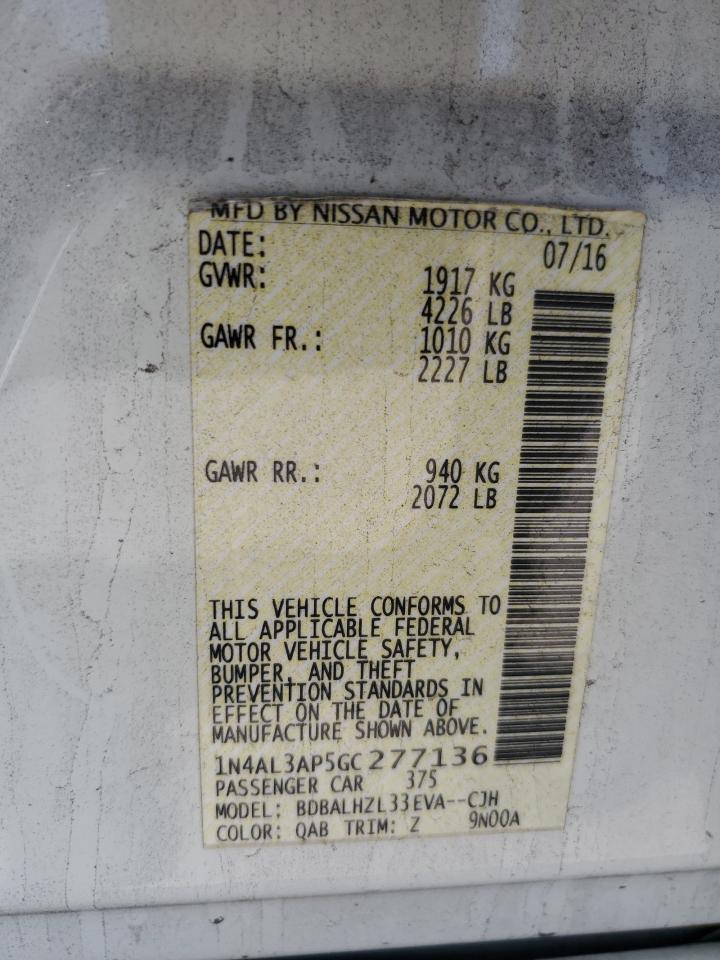 MFD BY NISSAN MOTOR CO., LTD.
DATE: 07/16
GVWR: 1917 KG
4226 LB
GAWR FR.: 1010 KG
2227 LB
GAWR RR.: 940 KG
2072 LB
THIS VEHICLE CONFORMS TO
ALL APPLICABLE FEDERAL
MOTOR VEHICLE SAFETY,
BUMPER, AND THEFT
PREVENTION STANDARDS IN
EFFECT ON THE DATE OF
MANUFACTURE SHOWN ABOVE.
1N4AL3AP5GC277136
PASSENGER CAR 375
MODEL: BDBALHZL33EVA--CJH
COLOR: QAB TRIM: Z 9N00A